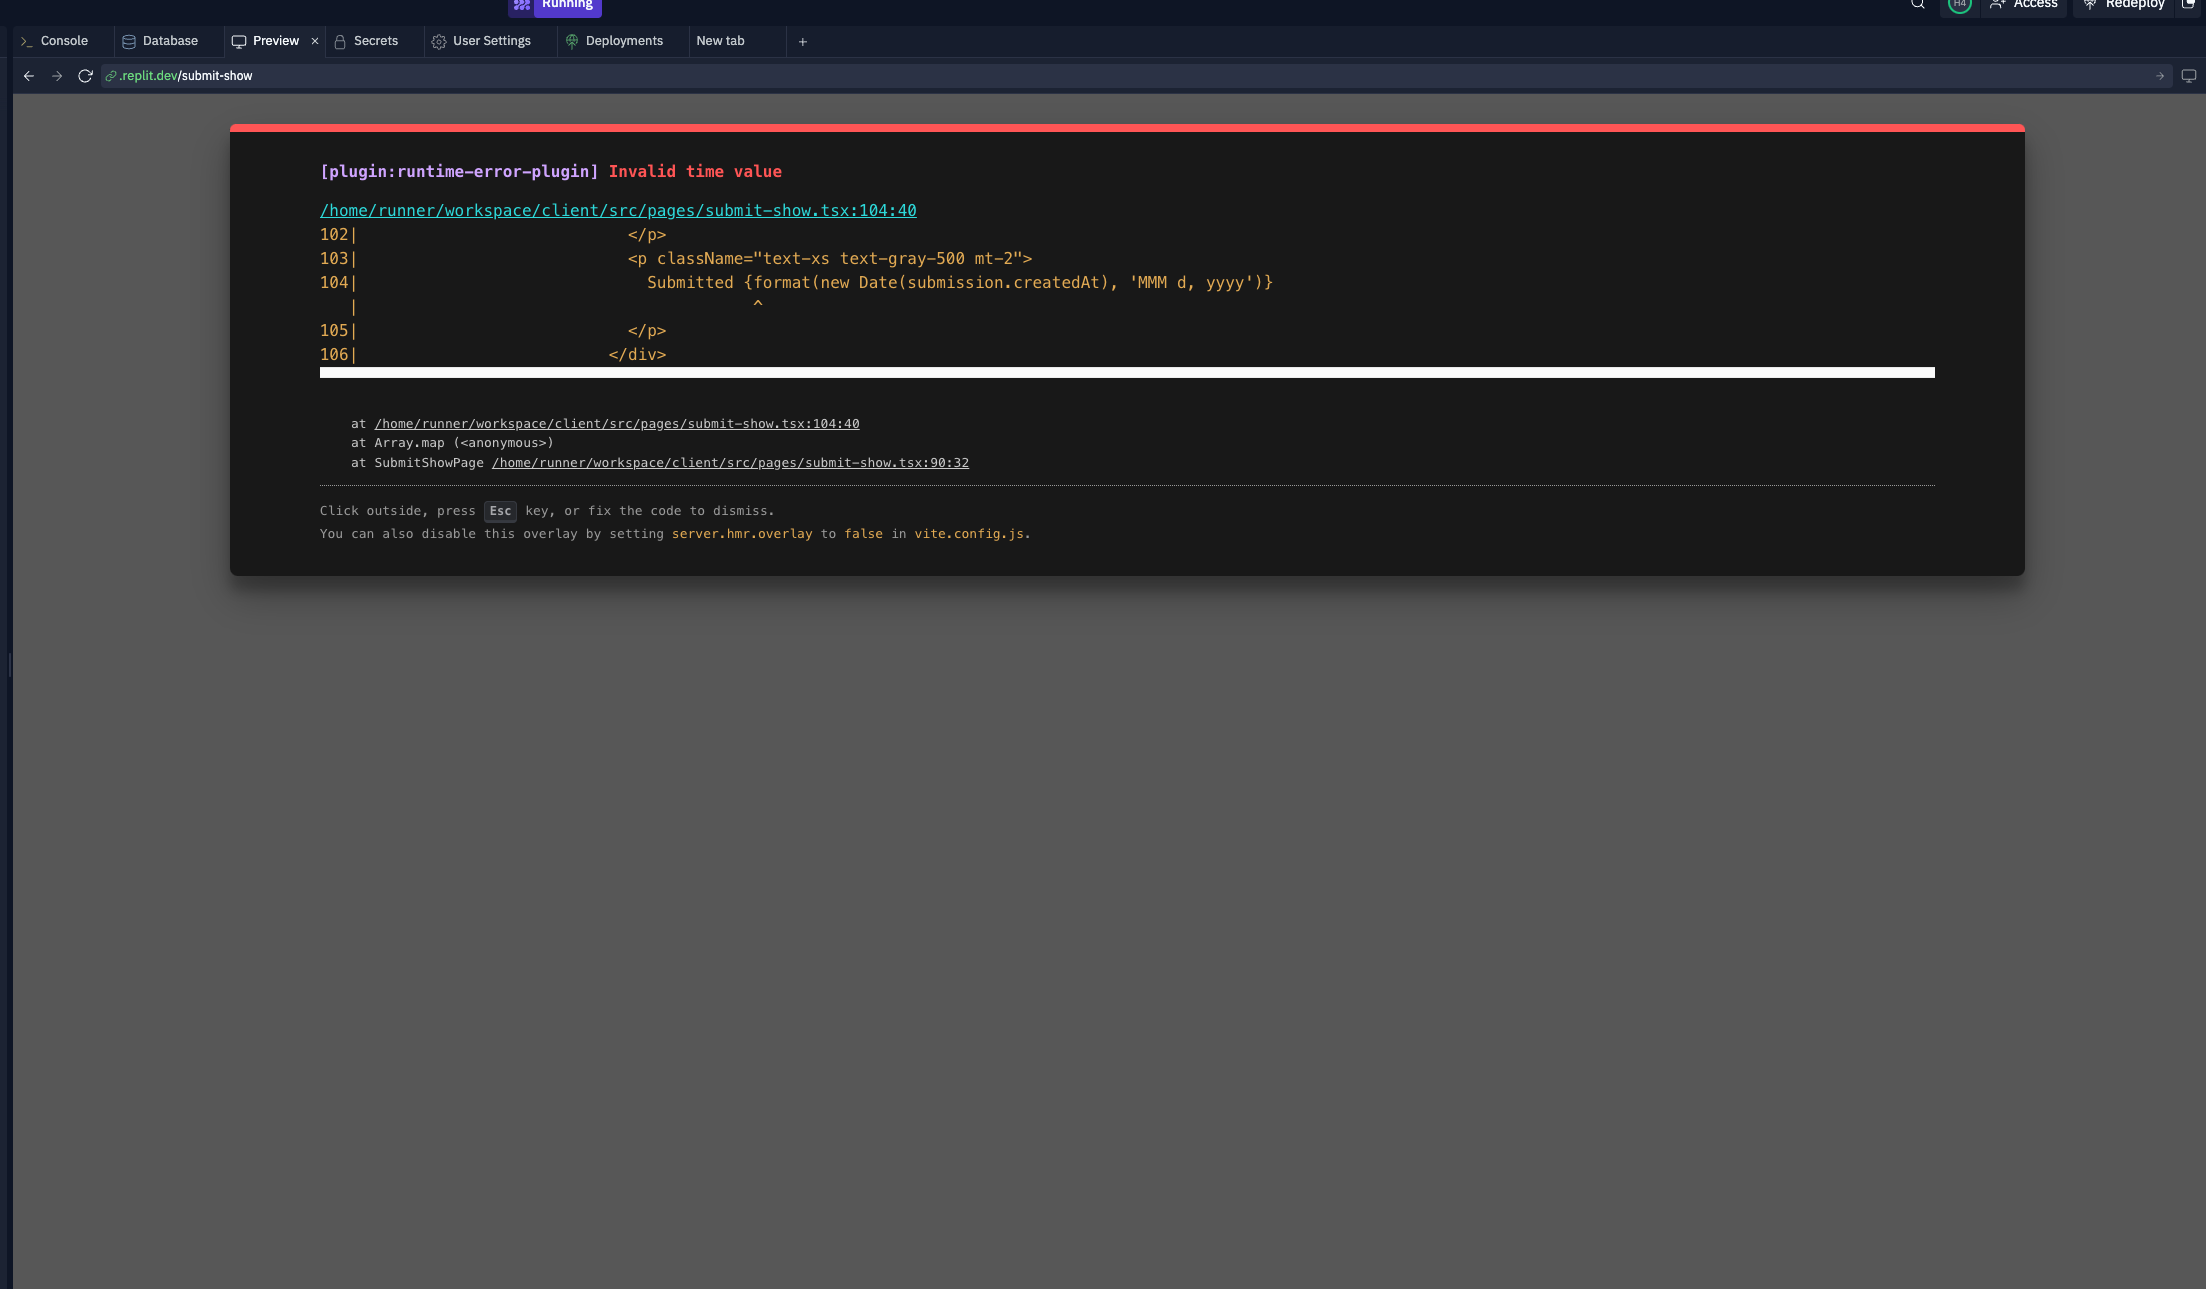 Running
H4
Access
Redeploy
Console
Database
Preview
Secrets
User Settings
Deployments
New tab
.replit.dev/submit-show
[plugin:runtime-error-plugin] Invalid time value
/home/runner/workspace/client/src/pages/submit-show.tsx:104:40
102|                            </p>
103|                            <p className="text-xs text-gray-500 mt-2">
104|                              Submitted {format(new Date(submission.createdAt), 'MMM d, yyyy')}
   |                                         ^
105|                            </p>
106|                          </div>
at /home/runner/workspace/client/src/pages/submit-show.tsx:104:40
at Array.map (<anonymous>)
at SubmitShowPage /home/runner/workspace/client/src/pages/submit-show.tsx:90:32
Click outside, press Esc key, or fix the code to dismiss.
You can also disable this overlay by setting server.hmr.overlay to false in vite.config.js.